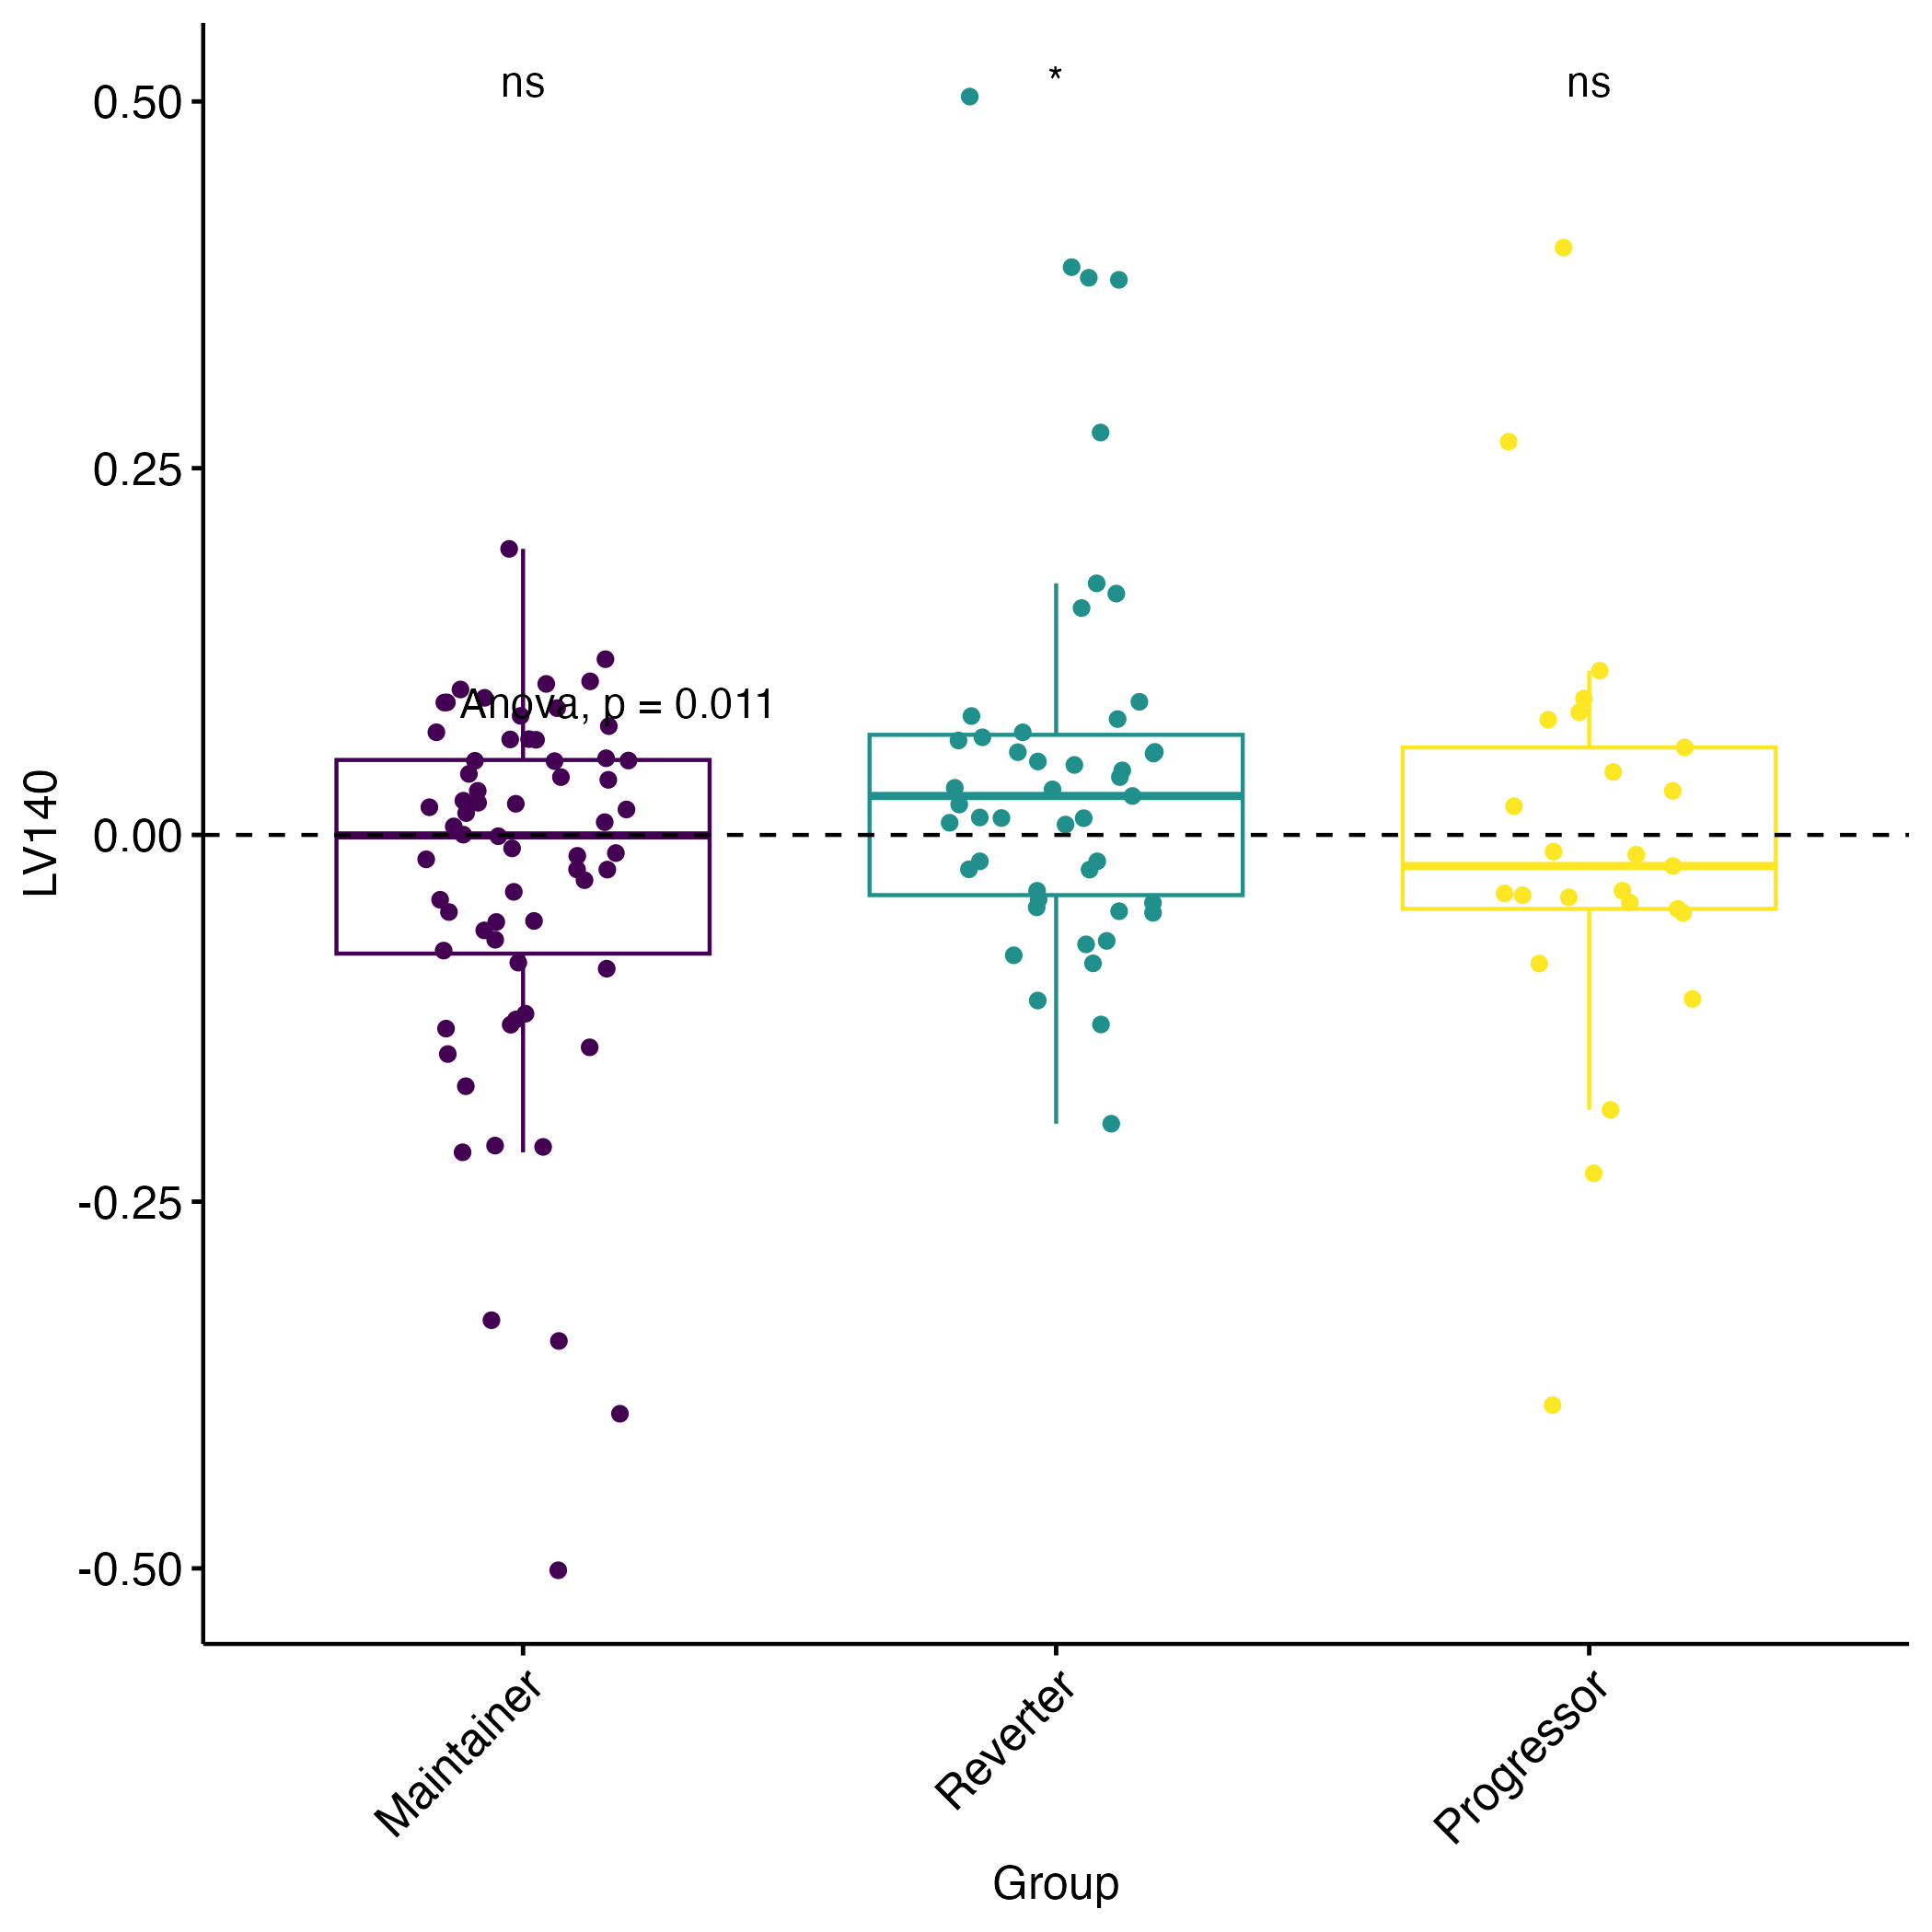 ns * ns
0.50
0.25
Anova, p = 0.011
0.00
-0.25
-0.50
LV140
Maintainer
Reverter
Progressor
Group